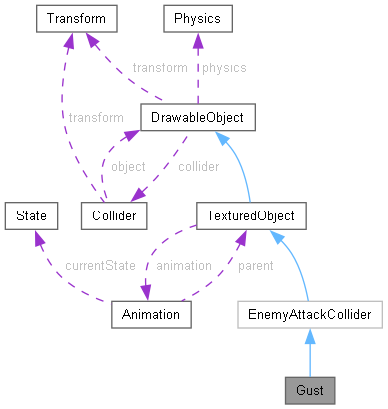 Transform
Physics
transform
physics
DrawableObject
transform
object
collider
State
Collider
TexturedObject
currentState
animation
parent
Animation
EnemyAttackCollider
Gust